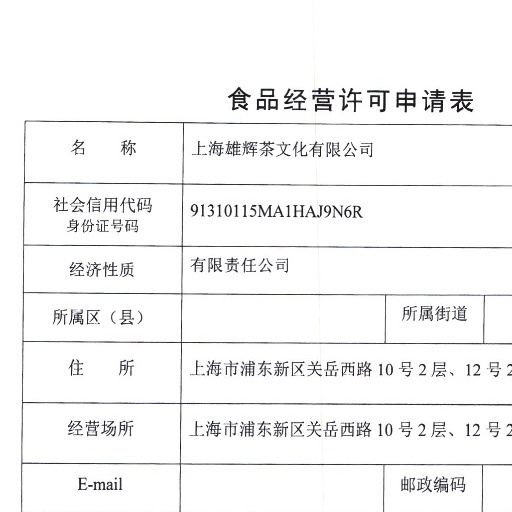 食品经营许可申请表
名 称 上海雄辉茶文化有限公司
社会信用代码
身份证号码 91310115MA1HAJ9N6R
经济性质 有限责任公司
所属区（县） 所属街道
住 所 上海市浦东新区关岳西路 10 号 2 层、12 号 2
经营场所 上海市浦东新区关岳西路 10 号 2 层、12 号 2
E-mail 邮政编码